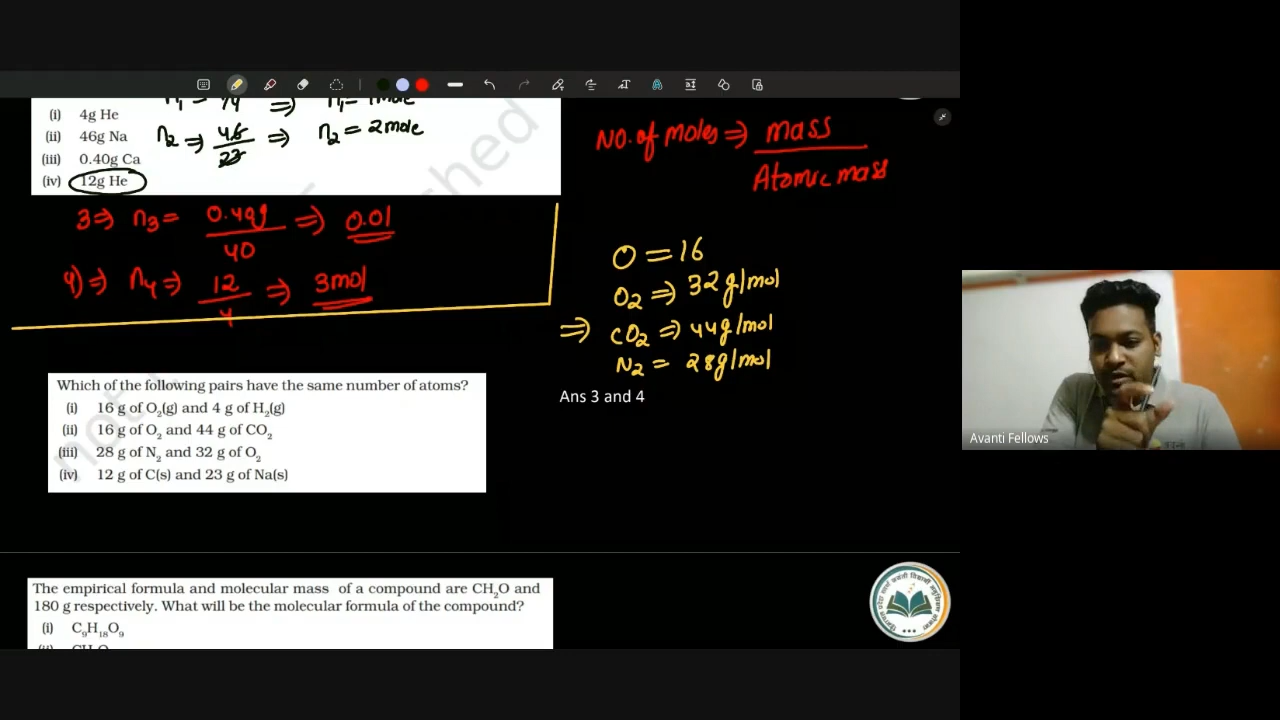 (i) 4g He
n₁ = ⇒ n₁ = 1mole
(ii) 46g Na
n₂ ⇒ 46/23 ⇒ n₂ = 2mole
(iii) 0.40g Ca
(iv) 12g He
3⇒ n₃ = 0.40g/40 ⇒ 0.01
4)⇒ n₄ ⇒ 12/4 ⇒ 3mol
NO. of moles ⇒ mass/Atomic mass
O = 16
O₂ ⇒ 32g/mol
⇒ CO₂ ⇒ 44g/mol
N₂ = 28g/mol
Ans 3 and 4
Which of the following pairs have the same number of atoms?
(i) 16 g of O₂(g) and 4 g of H₂(g)
(ii) 16 g of O₂ and 44 g of CO₂
(iii) 28 g of N₂ and 32 g of O₂
(iv) 12 g of C(s) and 23 g of Na(s)
The empirical formula and molecular mass of a compound are CH₂O and
180 g respectively. What will be the molecular formula of the compound?
(i) C₉H₁₈O₉
Avanti Fellows